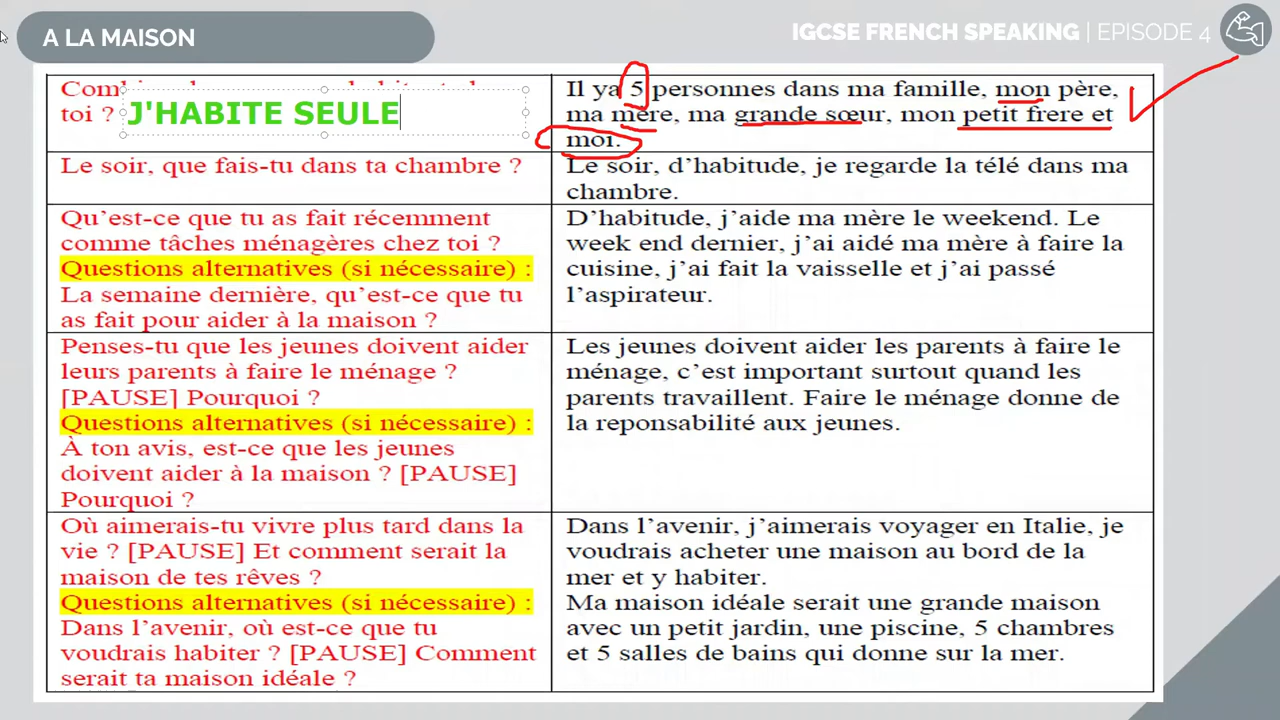 A LA MAISON
IGCSE FRENCH SPEAKING | EPISODE 4
toi ?
J'HABITE SEULE
Il ya 5 personnes dans ma famille, mon père,
ma mère, ma grande sœur, mon petit frere et
moi.
Le soir, que fais-tu dans ta chambre ?
Le soir, d’habitude, je regarde la télé dans ma
chambre.
Qu’est-ce que tu as fait récemment
comme tâches ménagères chez toi ?
Questions alternatives (si nécessaire) :
La semaine dernière, qu’est-ce que tu
as fait pour aider à la maison ?
D’habitude, j’aide ma mère le weekend. Le
week end dernier, j’ai aidé ma mère à faire la
cuisine, j’ai fait la vaisselle et j’ai passé
l’aspirateur.
Penses-tu que les jeunes doivent aider
leurs parents à faire le ménage ?
[PAUSE] Pourquoi ?
Questions alternatives (si nécessaire) :
À ton avis, est-ce que les jeunes
doivent aider à la maison ? [PAUSE]
Pourquoi ?
Les jeunes doivent aider les parents à faire le
ménage, c’est important surtout quand les
parents travaillent. Faire le ménage donne de
la reponsabilité aux jeunes.
Où aimerais-tu vivre plus tard dans la
vie ? [PAUSE] Et comment serait la
maison de tes rêves ?
Questions alternatives (si nécessaire) :
Dans l’avenir, où est-ce que tu
voudrais habiter ? [PAUSE] Comment
serait ta maison idéale ?
Dans l’avenir, j’aimerais voyager en Italie, je
voudrais acheter une maison au bord de la
mer et y habiter.
Ma maison idéale serait une grande maison
avec un petit jardin, une piscine, 5 chambres
et 5 salles de bains qui donne sur la mer.